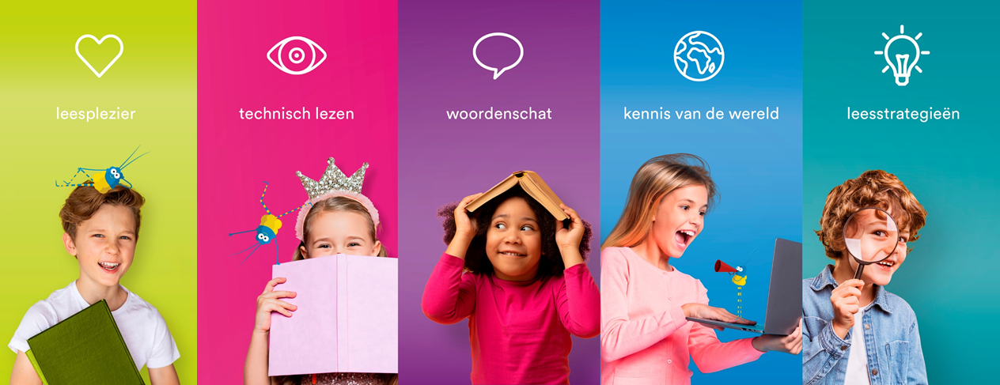 leesplezier
technisch lezen
woordenschat
kennis van de wereld
leesstrategieën